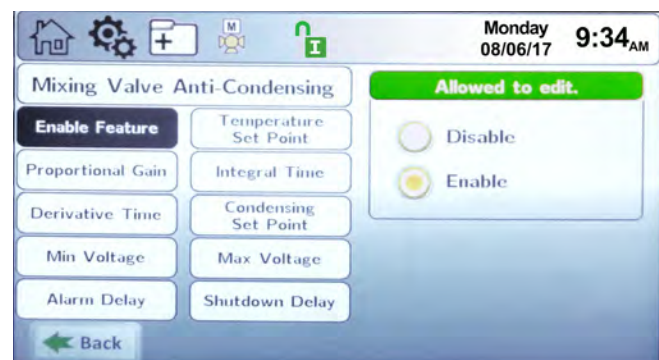 M
I
Monday
08/06/17
9:34AM
Mixing Valve Anti-Condensing
Allowed to edit.
Enable Feature
Temperature
Set Point
Disable
Proportional Gain
Integral Time
Enable
Derivative Time
Condensing
Set Point
Min Voltage
Max Voltage
Alarm Delay
Shutdown Delay
Back